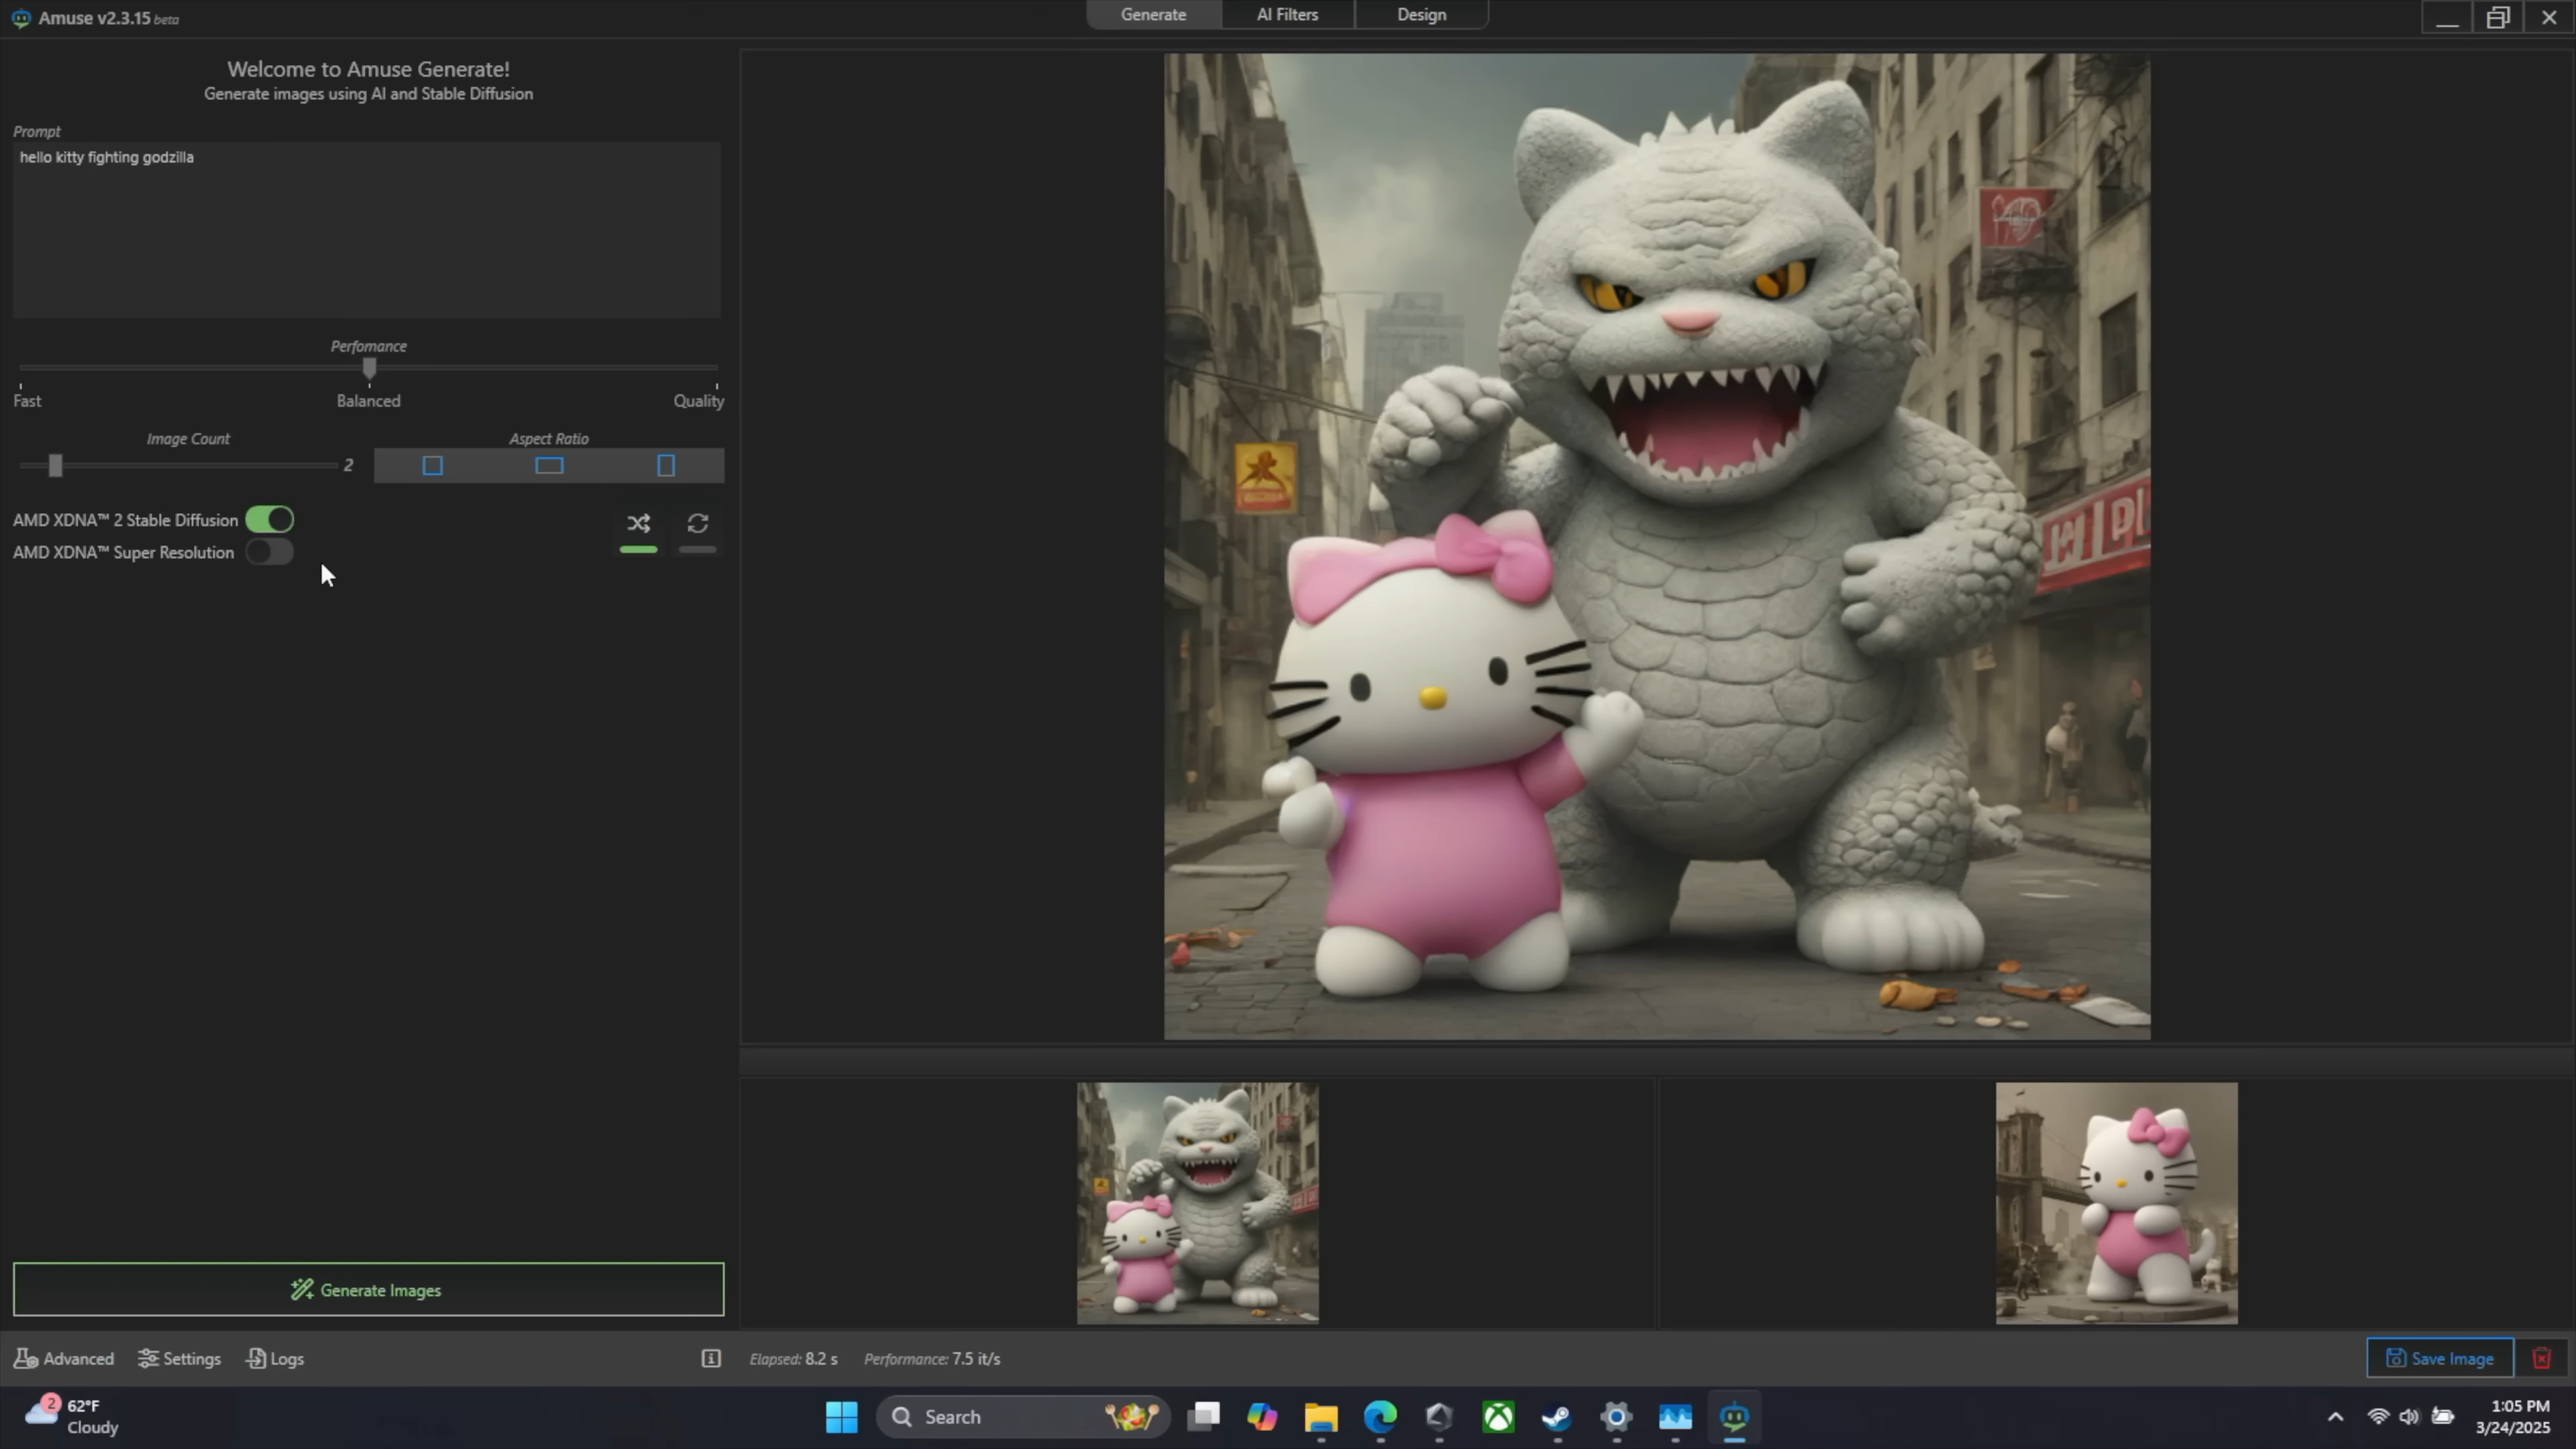 Amuse v2.3.15 beta
Generate
AI Filters
Design
Welcome to Amuse Generate!
Generate images using AI and Stable Diffusion
Prompt
hello kitty fighting godzilla
Perfomance
Fast
Balanced
Quality
Image Count
2
Aspect Ratio
AMD XDNA™ 2 Stable Diffusion
AMD XDNA™ Super Resolution
Generate Images
Advanced
Settings
Logs
Elapsed: 8.2 s
Performance: 7.5 it/s
Save Image
2
62°F
Cloudy
Search
1:05 PM
3/24/2025